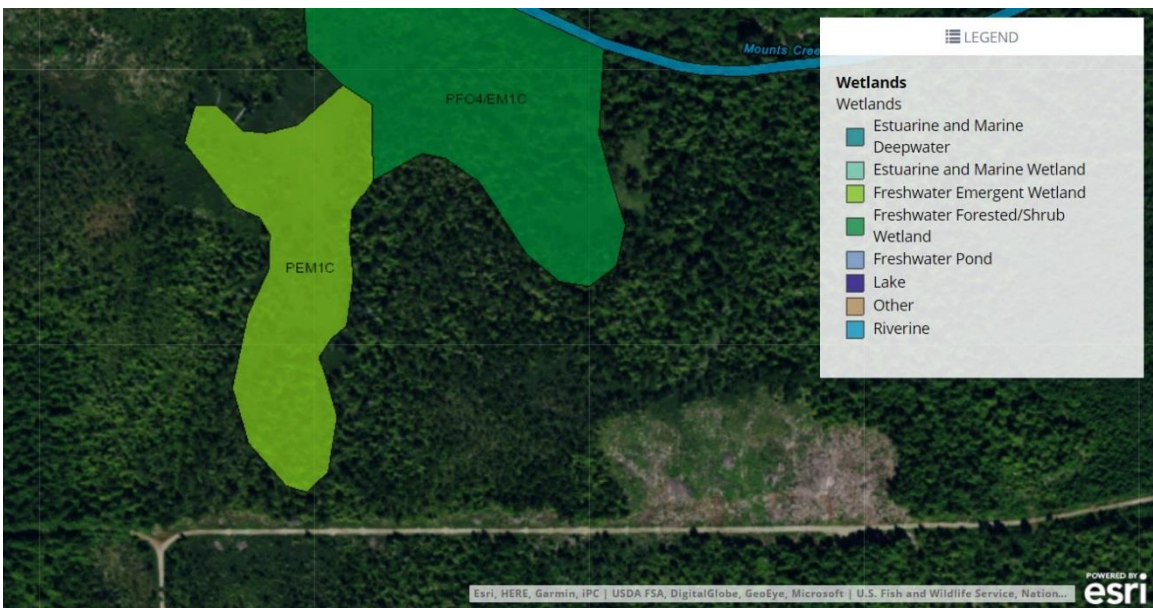 Mounts Cree
LEGEND
PFO4/EM1C
Wetlands
Wetlands
Estuarine and Marine
Deepwater
Estuarine and Marine Wetland
Freshwater Emergent Wetland
Freshwater Forested/Shrub
Wetland
PEM1C
Freshwater Pond
Lake
Other
Riverine
Esri, HERE, Garmin, iPC | USDA FSA, DigitalGlobe, GeoEye, Microsoft | U.S. Fish and Wildlife Service, Nation...
POWERED BY
esri